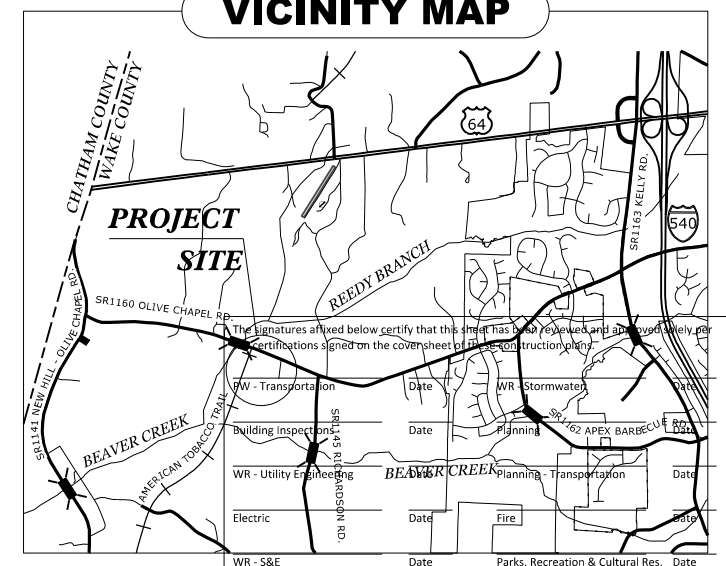 VICINITY MAP
CHATHAM COUNTY
WAKE COUNTY
64
SR1163 KELLY RD.
540
PROJECT
SITE
REEDY BRANCH
SR1160 OLIVE CHAPEL RD.
SR1141 NEW HILL - OLIVE CHAPEL RD.
The signatures affixed below certify that this sheet has been reviewed and approved solely per
certifications signed on the cover sheet of these construction plans.
PW - Transportation Date WR - Stormwater Date
Building Inspections Date Planning Date
WR - Utility Engineering Date Planning - Transportation Date
Electric Date Fire Date
WR - S&E Parks, Recreation & Cultural Res. Date
SR1162 APEX BARBECUE RD.
SR1145 RICHARDSON RD.
BEAVER CREEK
AMERICAN TOBACCO TRAIL
BEAVER CREEK